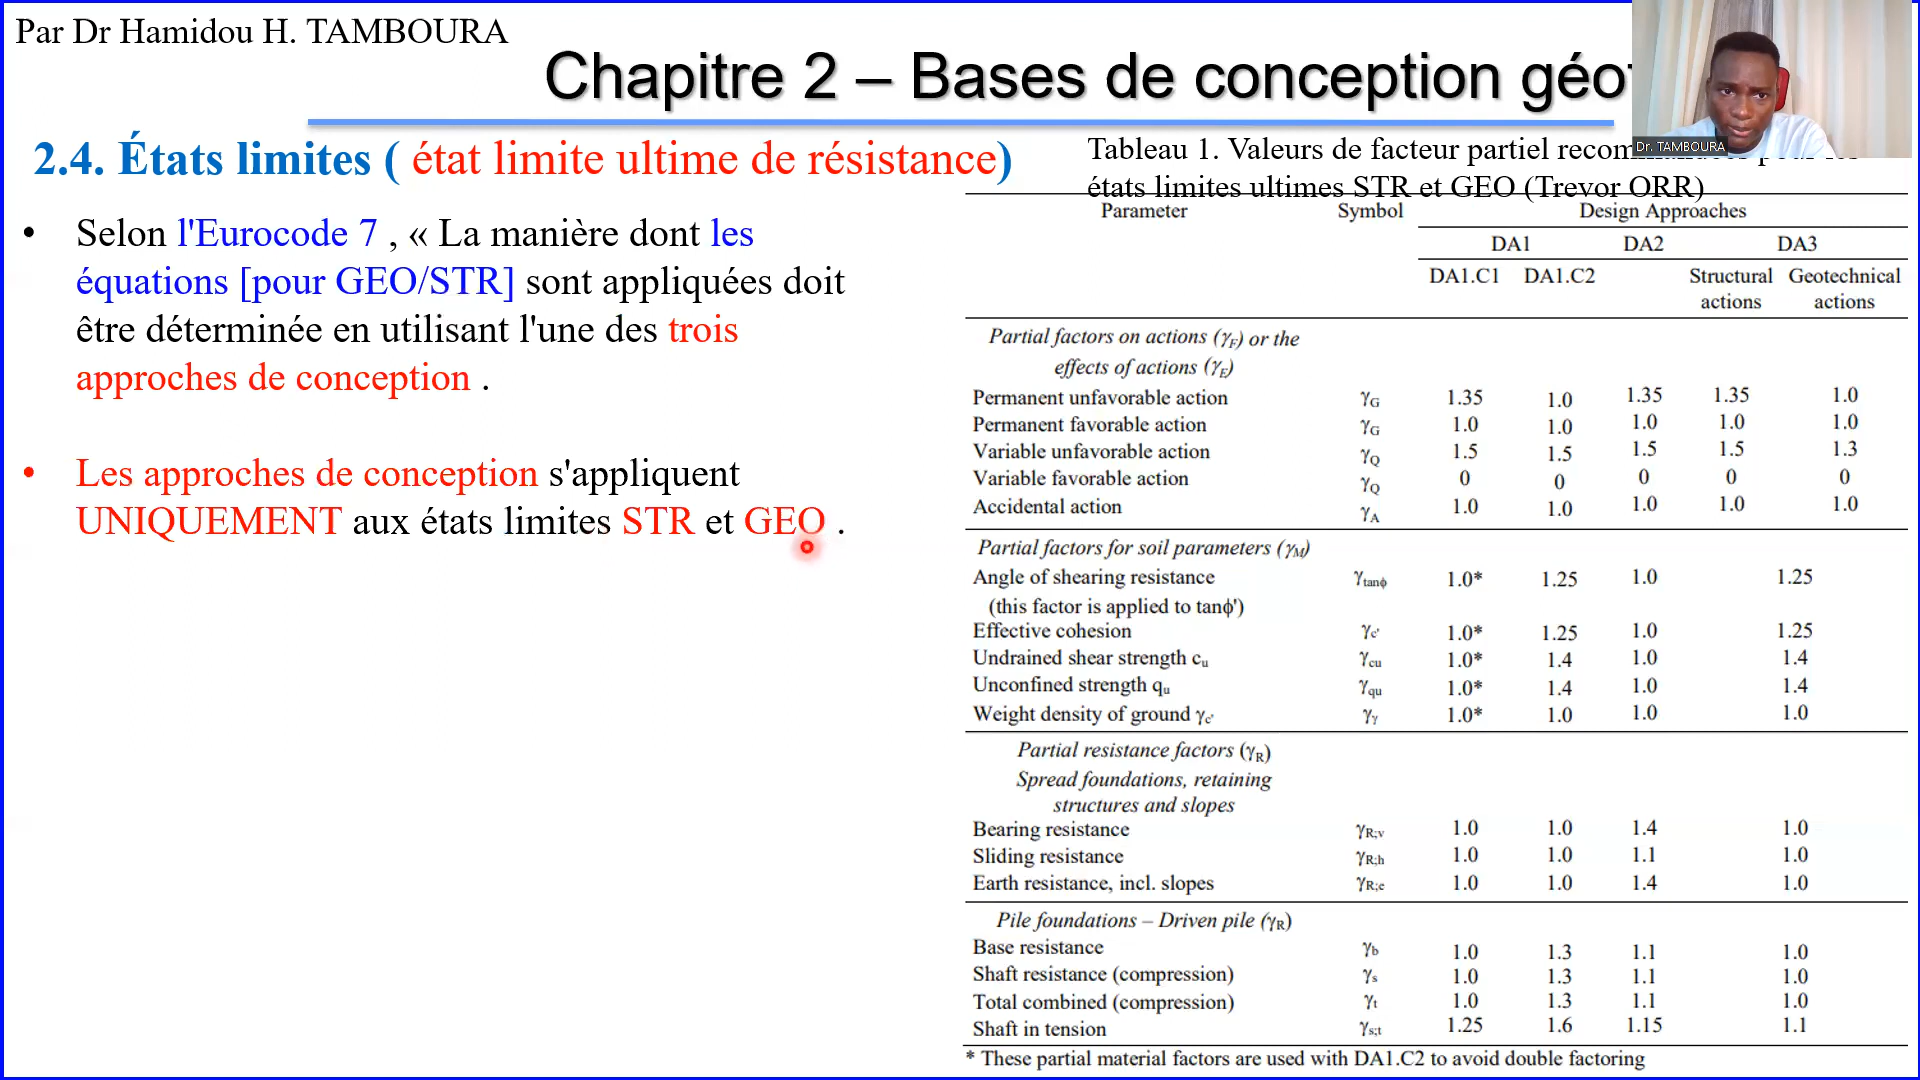 Par Dr Hamidou H. TAMBOURA
Chapitre 2 – Bases de conception
Dr. TAMBOURA
2.4. États limites ( état limite ultime de résistance)
• Selon l'Eurocode 7 , « La manière dont les
équations [pour GEO/STR] sont appliquées doit
être déterminée en utilisant l'une des trois
approches de conception .
• Les approches de conception s'appliquent
UNIQUEMENT aux états limites STR et GEO .
Tableau 1. Valeurs de facteur partiel
états limites ultimes STR et GEO (Trevor ORR)
Parameter Symbol Design Approaches
DA1 DA2 DA3
DA1.C1 DA1.C2 Structural Geotechnical
actions actions
Partial factors on actions (γF) or the
effects of actions (γE)
Permanent unfavorable action γG 1.35 1.0 1.35 1.35 1.0
Permanent favorable action γG 1.0 1.0 1.0 1.0 1.0
Variable unfavorable action γQ 1.5 1.5 1.5 1.5 1.3
Variable favorable action γQ 0 0 0 0 0
Accidental action γA 1.0 1.0 1.0 1.0 1.0
Partial factors for soil parameters (γM)
Angle of shearing resistance γtanϕ 1.0* 1.25 1.0 1.25
(this factor is applied to tanϕ')
Effective cohesion γc' 1.0* 1.25 1.0 1.25
Undrained shear strength cu γcu 1.0* 1.4 1.0 1.4
Unconfined strength qu γqu 1.0* 1.4 1.0 1.4
Weight density of ground γc' γγ 1.0* 1.0 1.0 1.0
Partial resistance factors (γR)
Spread foundations, retaining
structures and slopes
Bearing resistance γR;v 1.0 1.0 1.4 1.0
Sliding resistance γR;h 1.0 1.0 1.1 1.0
Earth resistance, incl. slopes γR;e 1.0 1.0 1.4 1.0
Pile foundations – Driven pile (γR)
Base resistance γb 1.0 1.3 1.1 1.0
Shaft resistance (compression) γs 1.0 1.3 1.1 1.0
Total combined (compression) γt 1.0 1.3 1.1 1.0
Shaft in tension γs;t 1.25 1.6 1.15 1.1
* These partial material factors are used with DA1.C2 to avoid double factoring